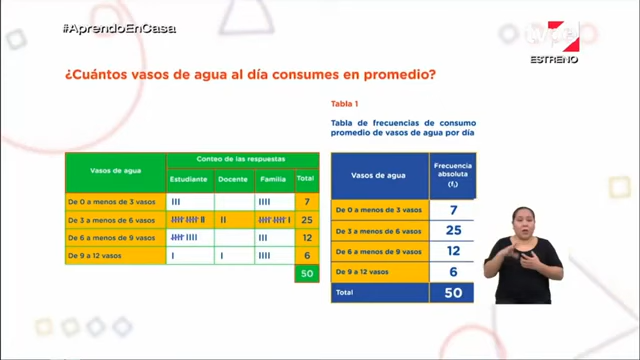 #AprendoEnCasa
tvpe
ESTRENO
¿Cuántos vasos de agua al día consumes en promedio?
Tabla 1
Tabla de frecuencias de consumo
promedio de vasos de agua por día
Vasos de agua
Conteo de las respuestas
Estudiante Docente Familia Total
De 0 a menos de 3 vasos 7
De 3 a menos de 6 vasos 25
De 6 a menos de 9 vasos 12
De 9 a 12 vasos 6
50
Vasos de agua
Frecuencia
absoluta
(fᵢ)
De 0 a menos de 3 vasos 7
De 3 a menos de 6 vasos 25
De 6 a menos de 9 vasos 12
De 9 a 12 vasos 6
Total 50